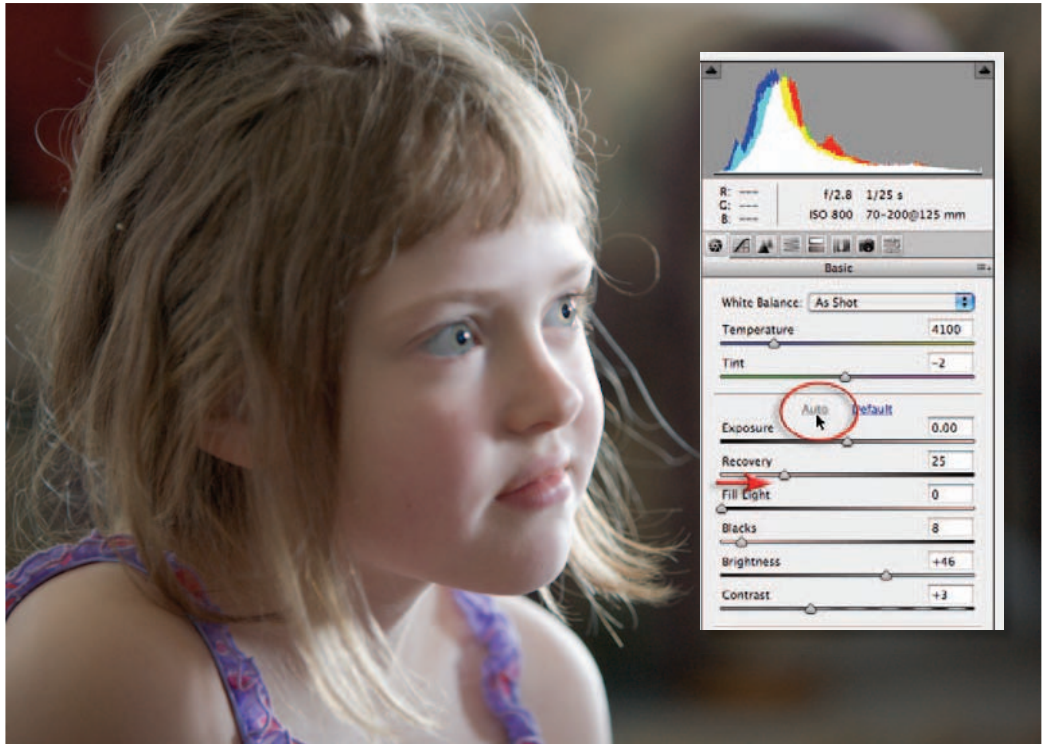 R: ---
G: ---
B: ---
f/2.8 1/25 s
ISO 800 70-200@125 mm
Basic
White Balance: As Shot
Temperature 4100
Tint -2
Auto Default
Exposure 0.00
Recovery 25
Fill Light 0
Blacks 8
Brightness +46
Contrast +3